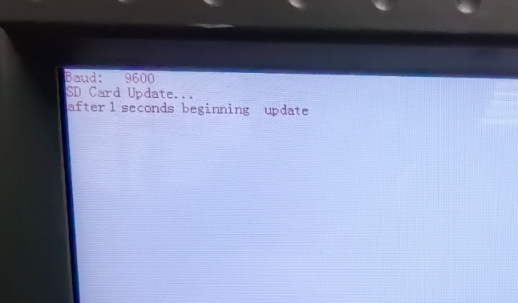 Baud: 9600
SD Card Update...
after 1 seconds beginning update